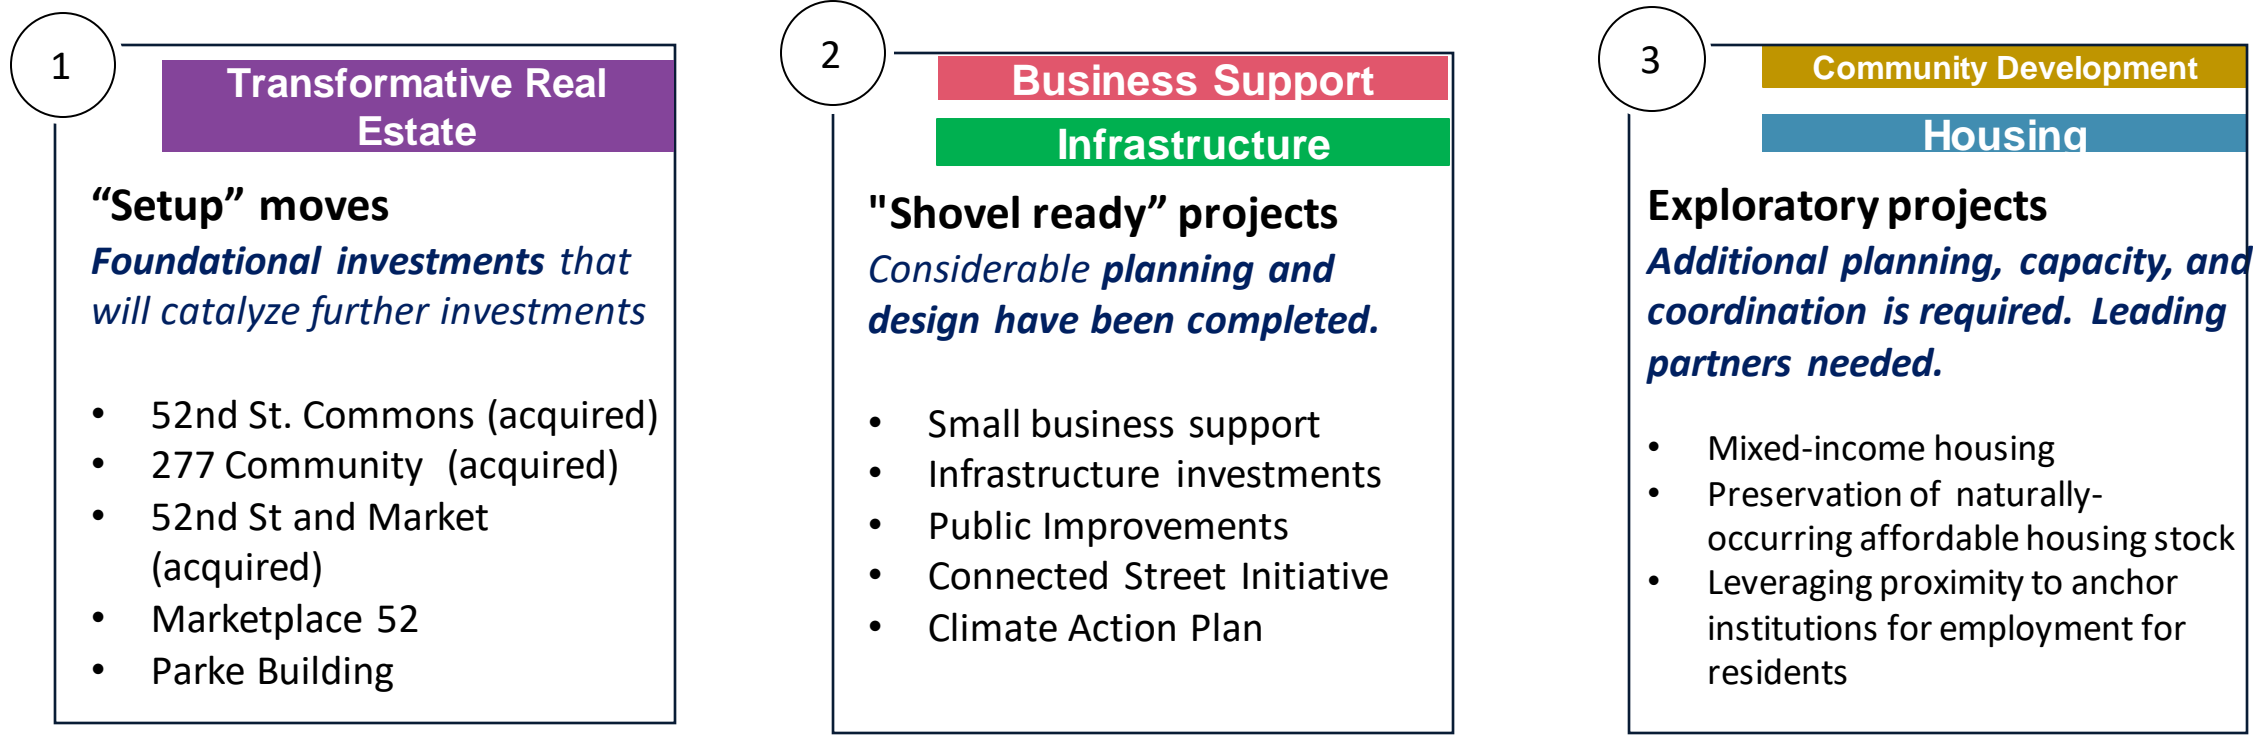 1
Transformative Real
Estate
“Setup” moves
Foundational investments that
will catalyze further investments
• 52nd St. Commons (acquired)
• 277 Community (acquired)
• 52nd St and Market
(acquired)
• Marketplace 52
• Parke Building
2
Business Support
Infrastructure
"Shovel ready” projects
Considerable planning and
design have been completed.
• Small business support
• Infrastructure investments
• Public Improvements
• Connected Street Initiative
• Climate Action Plan
3
Community Development
Housing
Exploratory projects
Additional planning, capacity, and
coordination is required. Leading
partners needed.
• Mixed-income housing
• Preservation of naturally-
occurring affordable housing stock
• Leveraging proximity to anchor
institutions for employment for
residents